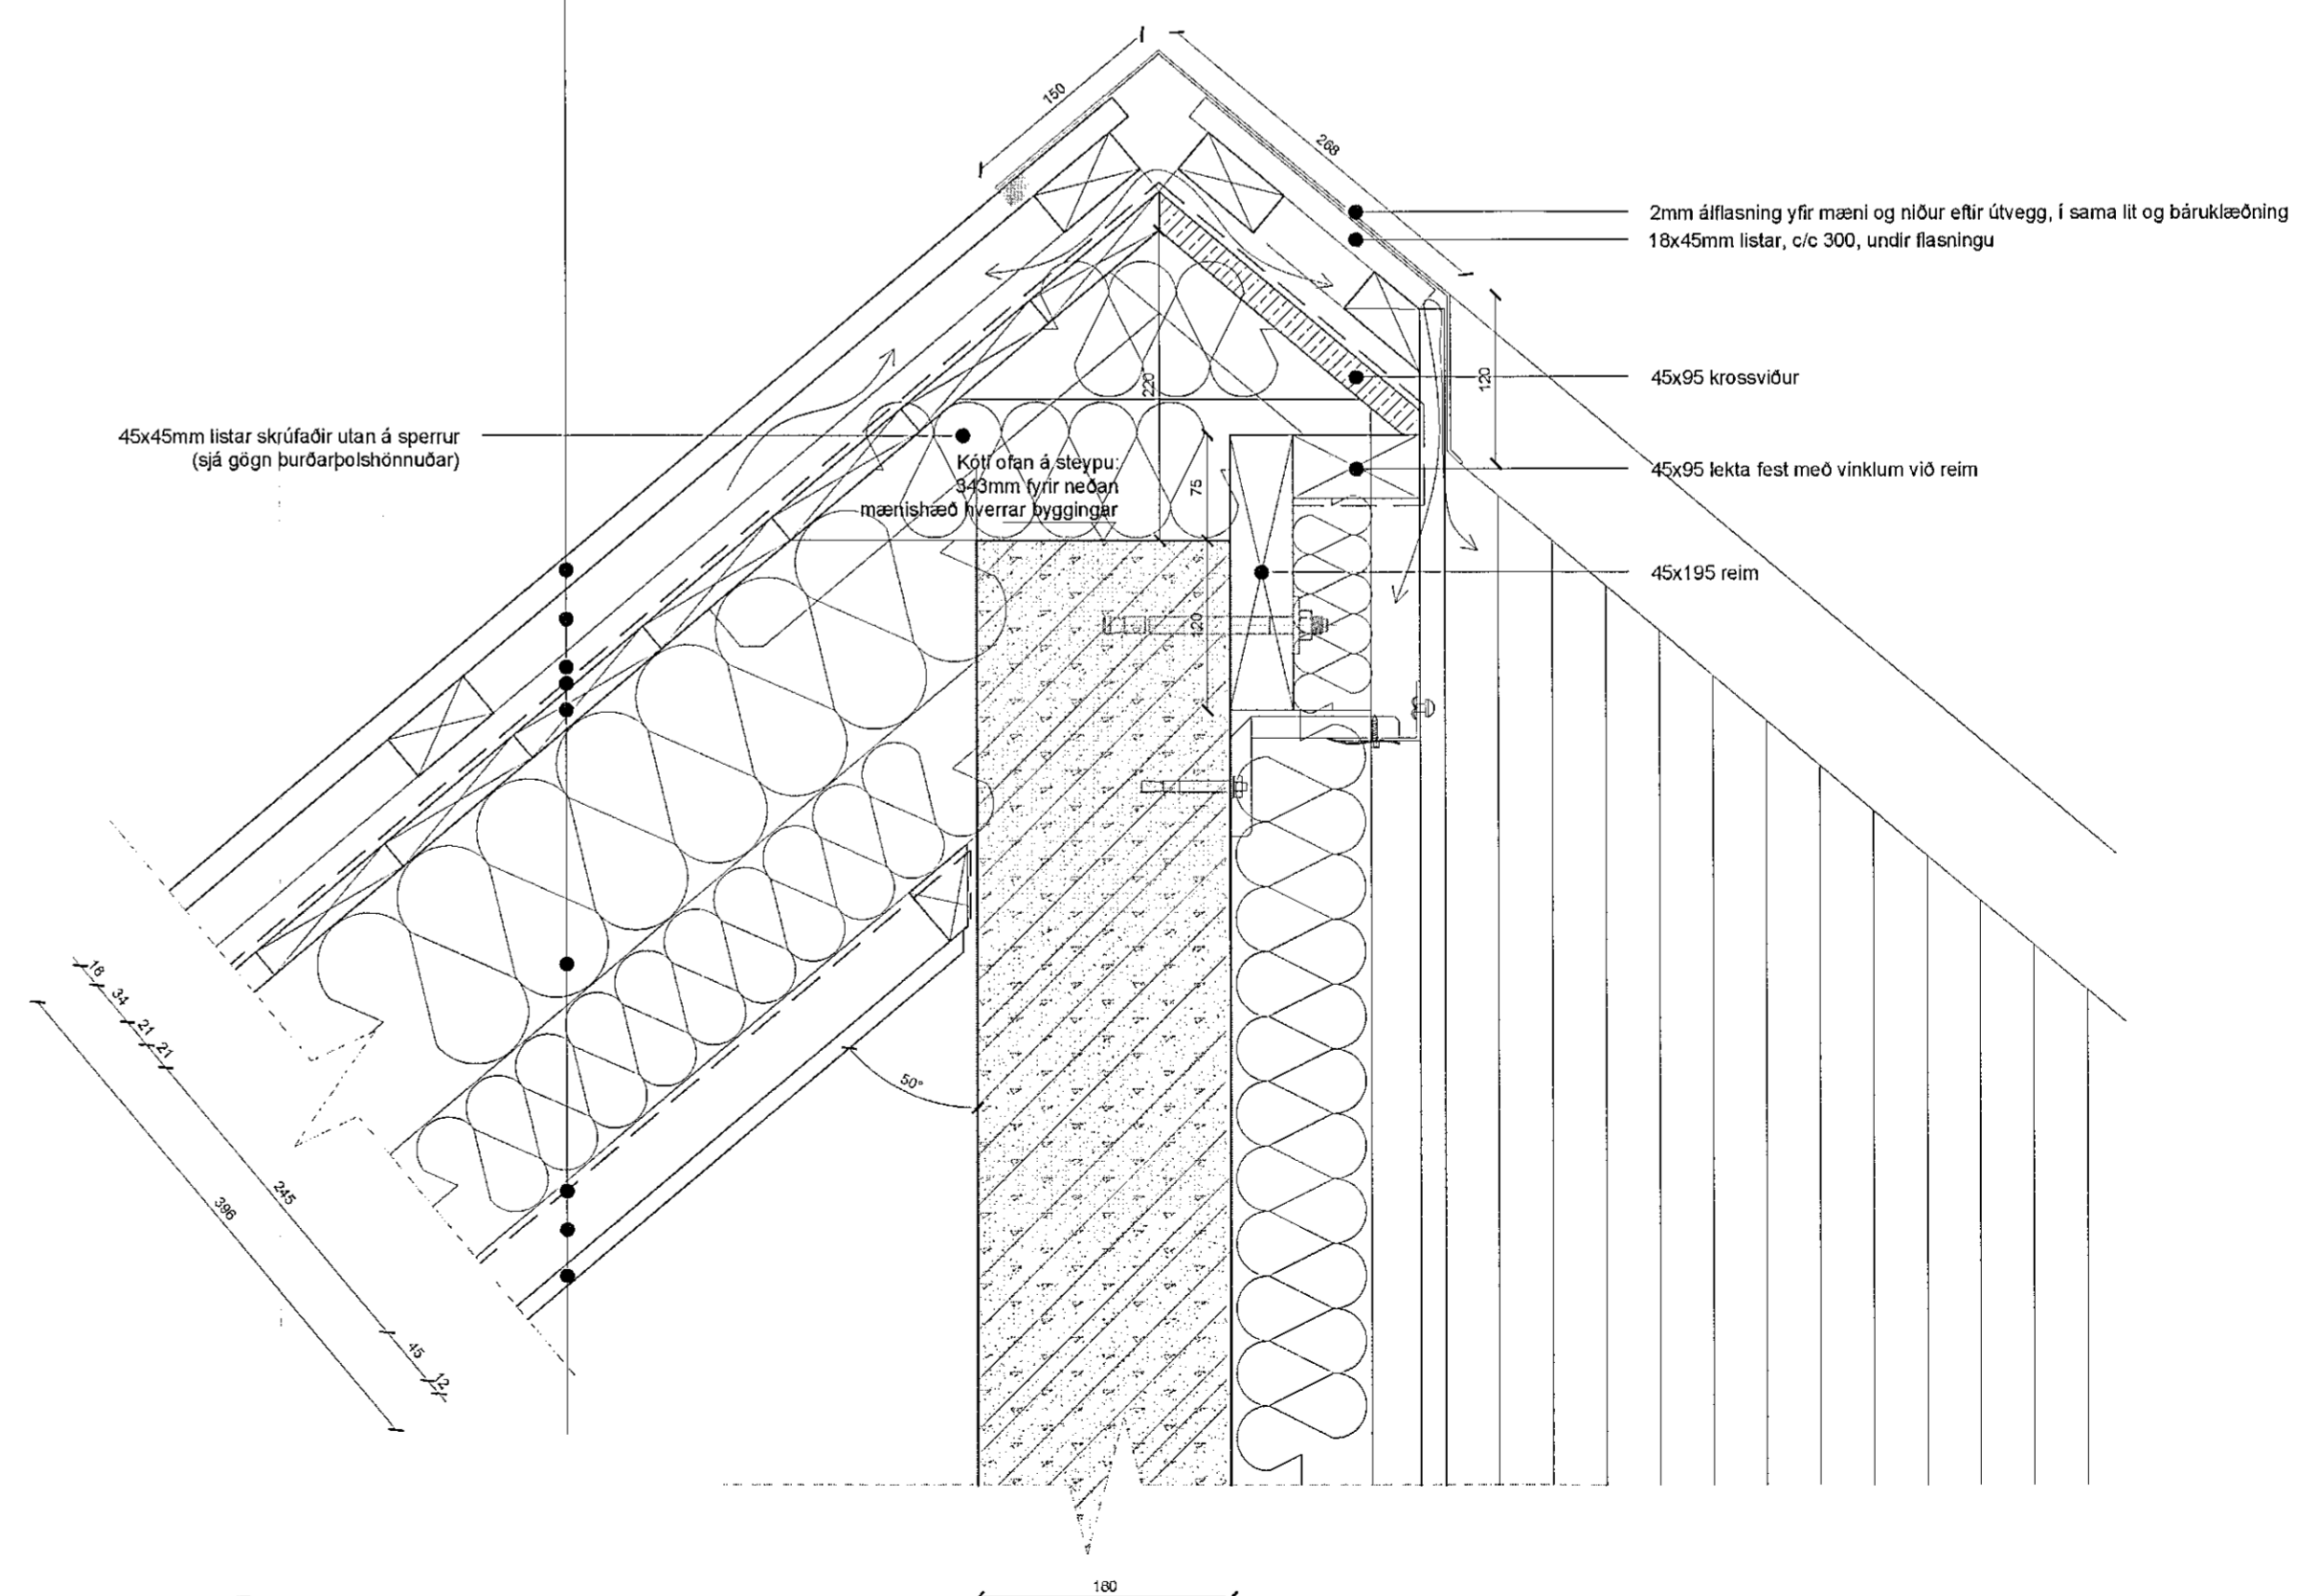 150
268
2mm álflasning yfir mæni og niður eftir útvegg, í sama lit og báruklæðning
18x45mm listar, c/c 300, undir flasningu
45x95 krossviður
120
220
45x45mm listar skrúfaðir utan á sperrur
(sjá gögn burðarþolshönnuðar)
Kóti ofan á steypu:
343mm fyrir neðan
mænishæð hverrar byggingar
75
45x95 lekta fest með vinklum við reim
45x195 reim
120
18
34
21
21
245
396
45
12
50°
180